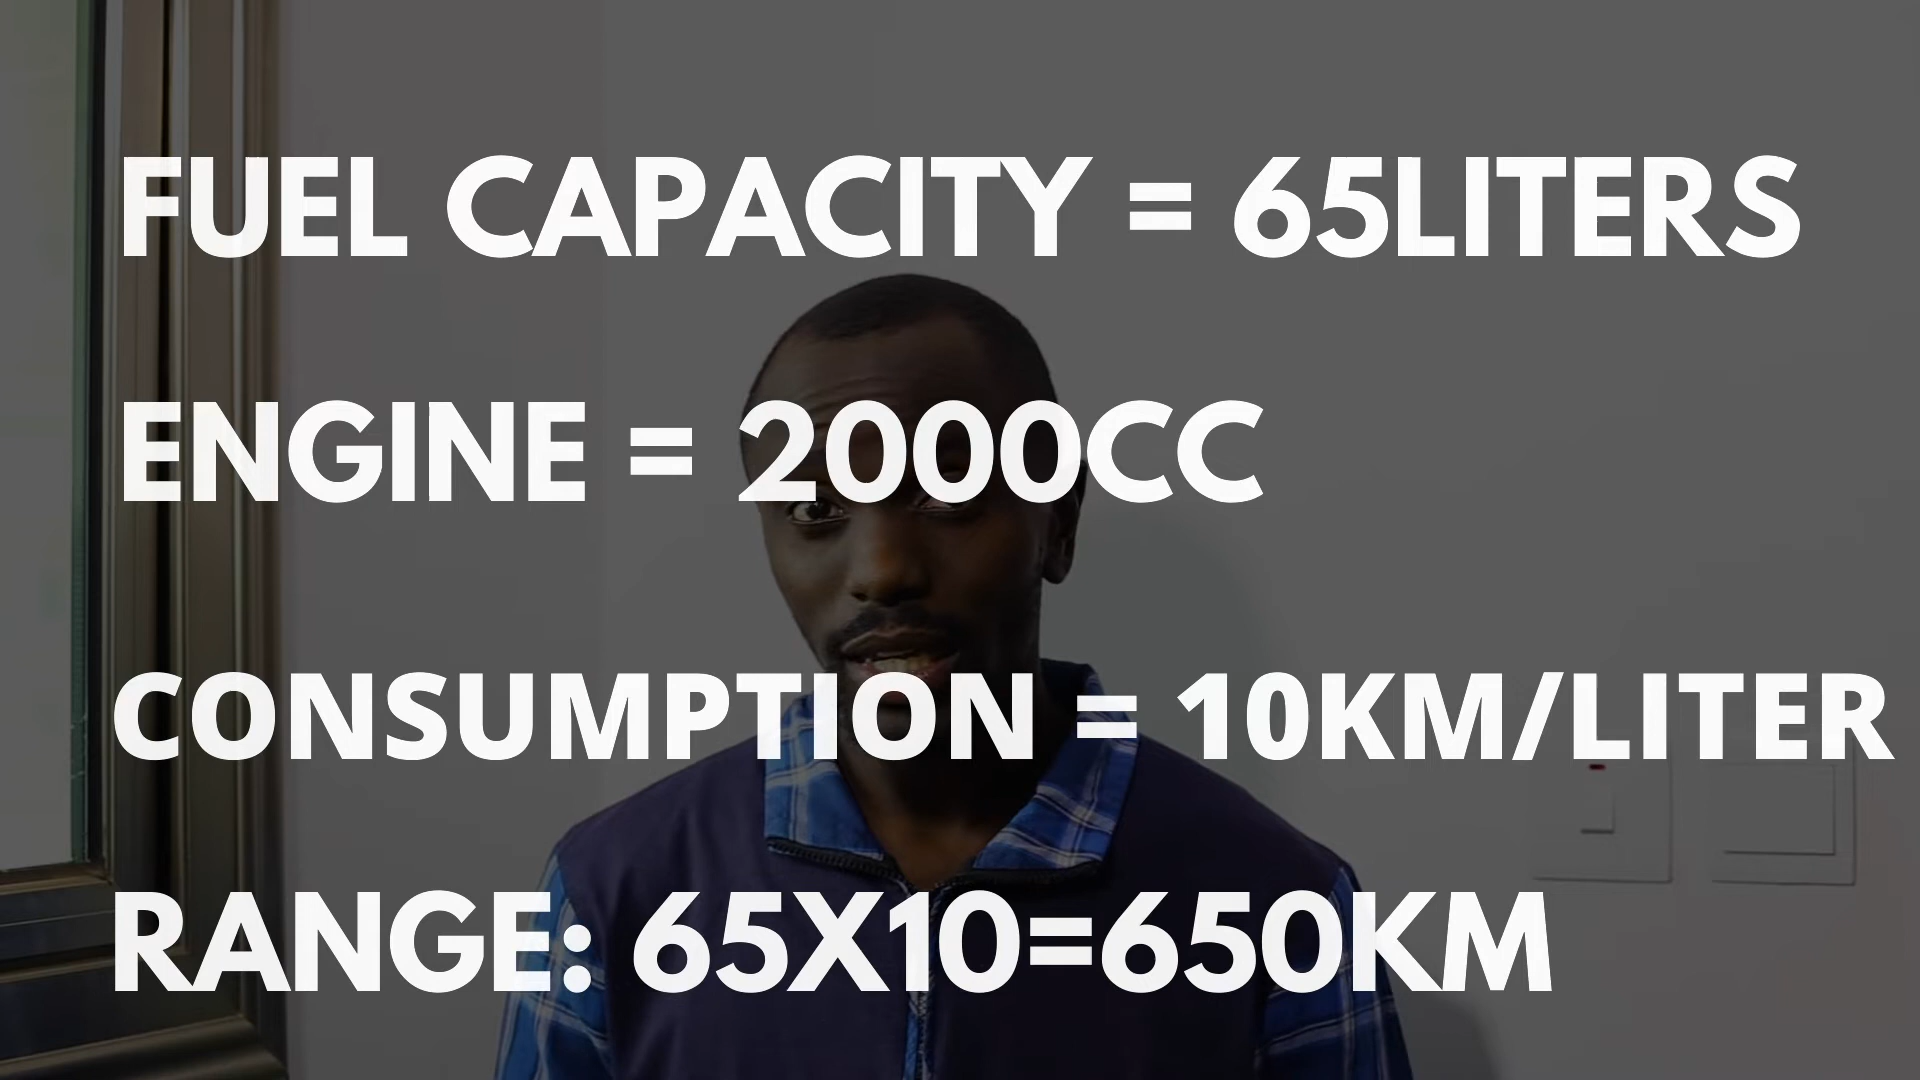 FUEL CAPACITY = 65LITERS
ENGINE = 2000CC
CONSUMPTION = 10KM/LITER
RANGE: 65X10=650KM